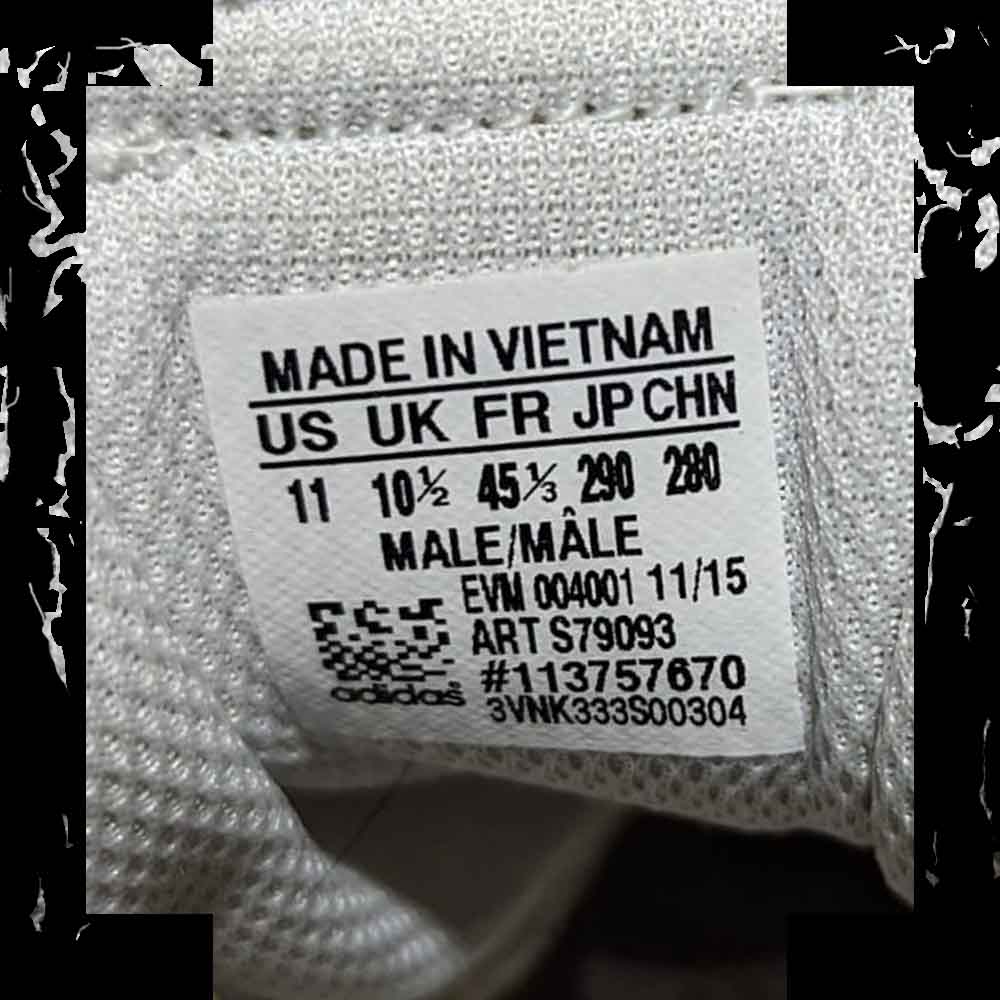 MADE IN VIETNAM
US UK FR JP CHN
11 10½ 45⅓ 290 280
MALE/MÂLE
EVM 004001 11/15
ART S79093
#113757670
adidas® 3VNK333S00304